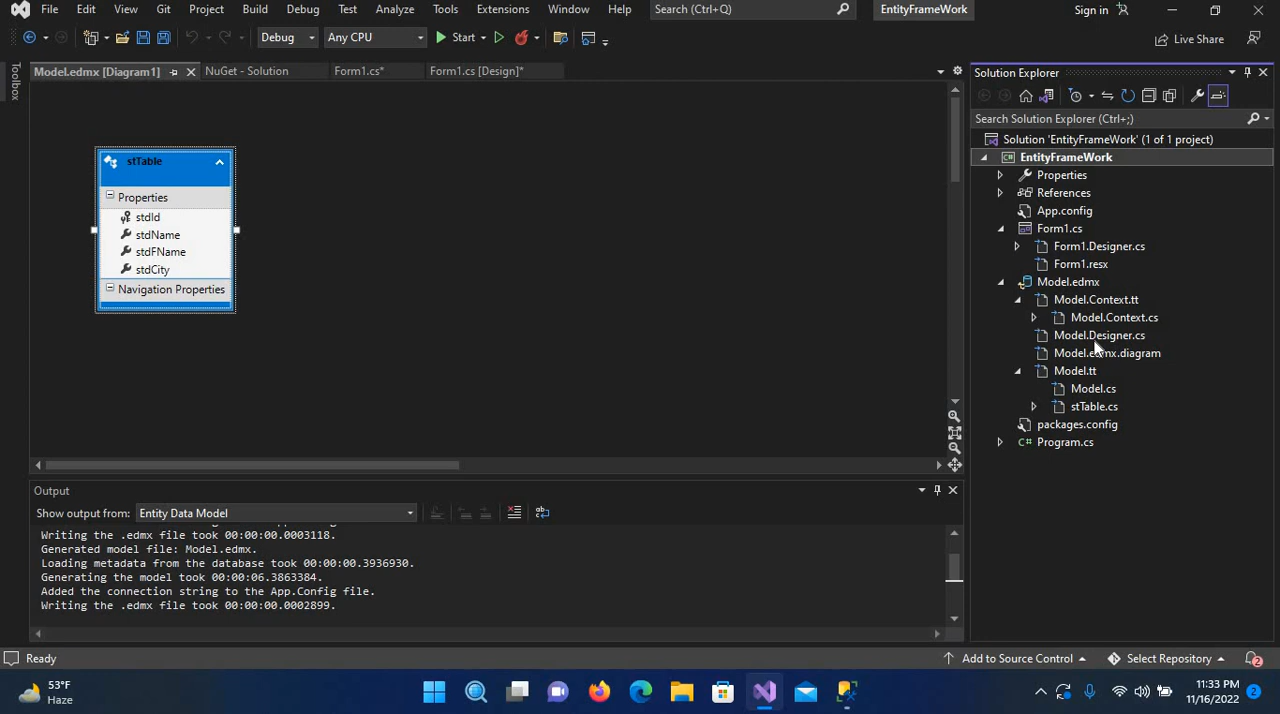 File Edit View Git Project Build Debug Test Analyze Tools Extensions Window Help Search (Ctrl+Q) EntityFrameWork Sign in
Debug Any CPU Start Live Share
Model.edmx [Diagram1] NuGet - Solution Form1.cs* Form1.cs [Design]*
Toolbox
stTable
Properties
stdId
stdName
stdFName
stdCity
Navigation Properties
Output
Show output from: Entity Data Model
Writing the .edmx file took 00:00:00.0003118.
Generated model file: Model.edmx.
Loading metadata from the database took 00:00:00.3936930.
Generating the model took 00:00:06.3863384.
Added the connection string to the App.Config file.
Writing the .edmx file took 00:00:00.0002899.
Solution Explorer
Search Solution Explorer (Ctrl+;)
Solution 'EntityFrameWork' (1 of 1 project)
EntityFrameWork
Properties
References
App.config
Form1.cs
Form1.Designer.cs
Form1.resx
Model.edmx
Model.Context.tt
Model.Context.cs
Model.Designer.cs
Model.edmx.diagram
Model.tt
Model.cs
stTable.cs
packages.config
C# Program.cs
Ready Add to Source Control Select Repository 2
53°F
Haze
11:33 PM
11/16/2022 2